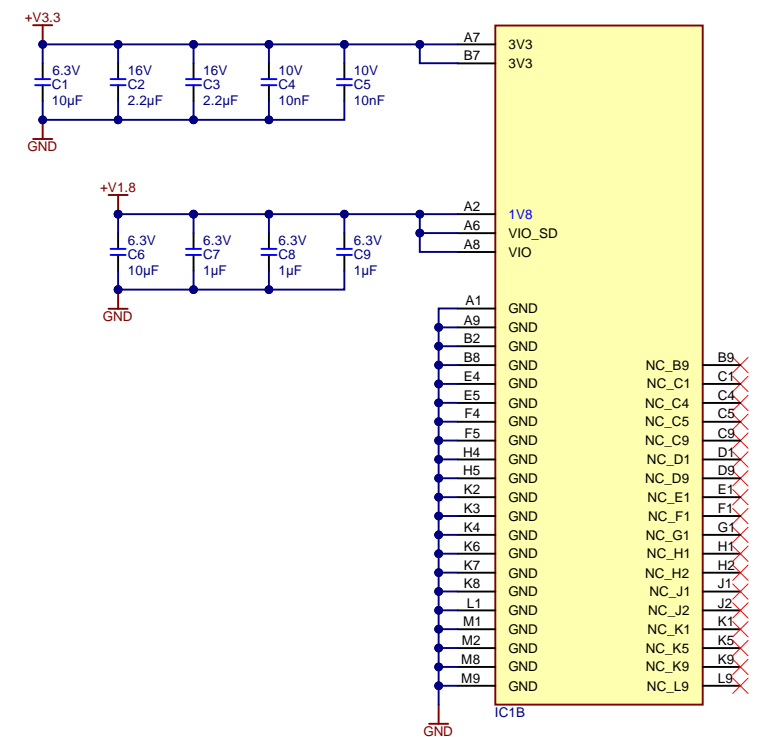 +V3.3
A7 3V3
B7 3V3
6.3V 16V 16V 10V 10V
C1 C2 C3 C4 C5
10µF 2.2µF 2.2µF 10nF 10nF
GND
+V1.8
A2 1V8
A6 VIO_SD
A8 VIO
6.3V 6.3V 6.3V 6.3V
C6 C7 C8 C9
10µF 1µF 1µF 1µF
GND
A1 GND
A9 GND
B2 GND
B8 GND NC_B9 B9
E4 GND NC_C1 C1
E5 GND NC_C4 C4
F4 GND NC_C5 C5
F5 GND NC_C9 C9
H4 GND NC_D1 D1
H5 GND NC_D9 D9
K2 GND NC_E1 E1
K3 GND NC_F1 F1
K4 GND NC_G1 G1
K6 GND NC_H1 H1
K7 GND NC_H2 H2
K8 GND NC_J1 J1
L1 GND NC_J2 J2
M1 GND NC_K1 K1
M2 GND NC_K5 K5
M8 GND NC_K9 K9
M9 GND NC_L9 L9
IC1B
GND